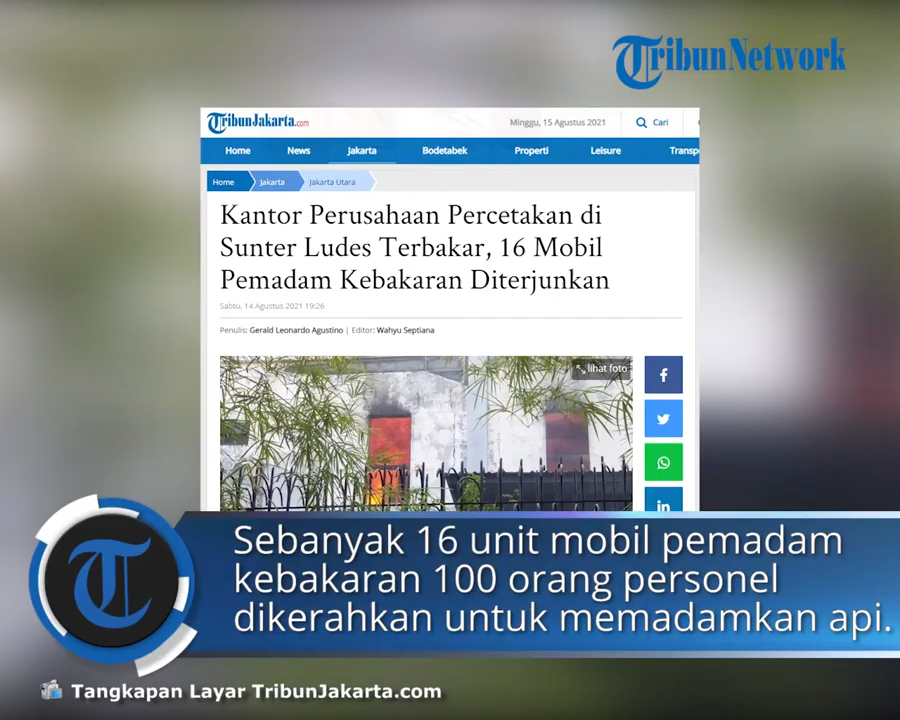 TribunNetwork
TribunJakarta.com
Minggu, 15 Agustus 2021
Cari
Home News Jakarta Bodetabek Properti Leisure Transp
Home Jakarta Jakarta Utara
Kantor Perusahaan Percetakan di
Sunter Ludes Terbakar, 16 Mobil
Pemadam Kebakaran Diterjunkan
Sabtu, 14 Agustus 2021 19:26
Penulis: Gerald Leonardo Agustino | Editor: Wahyu Septiana
lihat foto
f
in
T
Sebanyak 16 unit mobil pemadam
kebakaran 100 orang personel
dikerahkan untuk memadamkan api.
Tangkapan Layar TribunJakarta.com